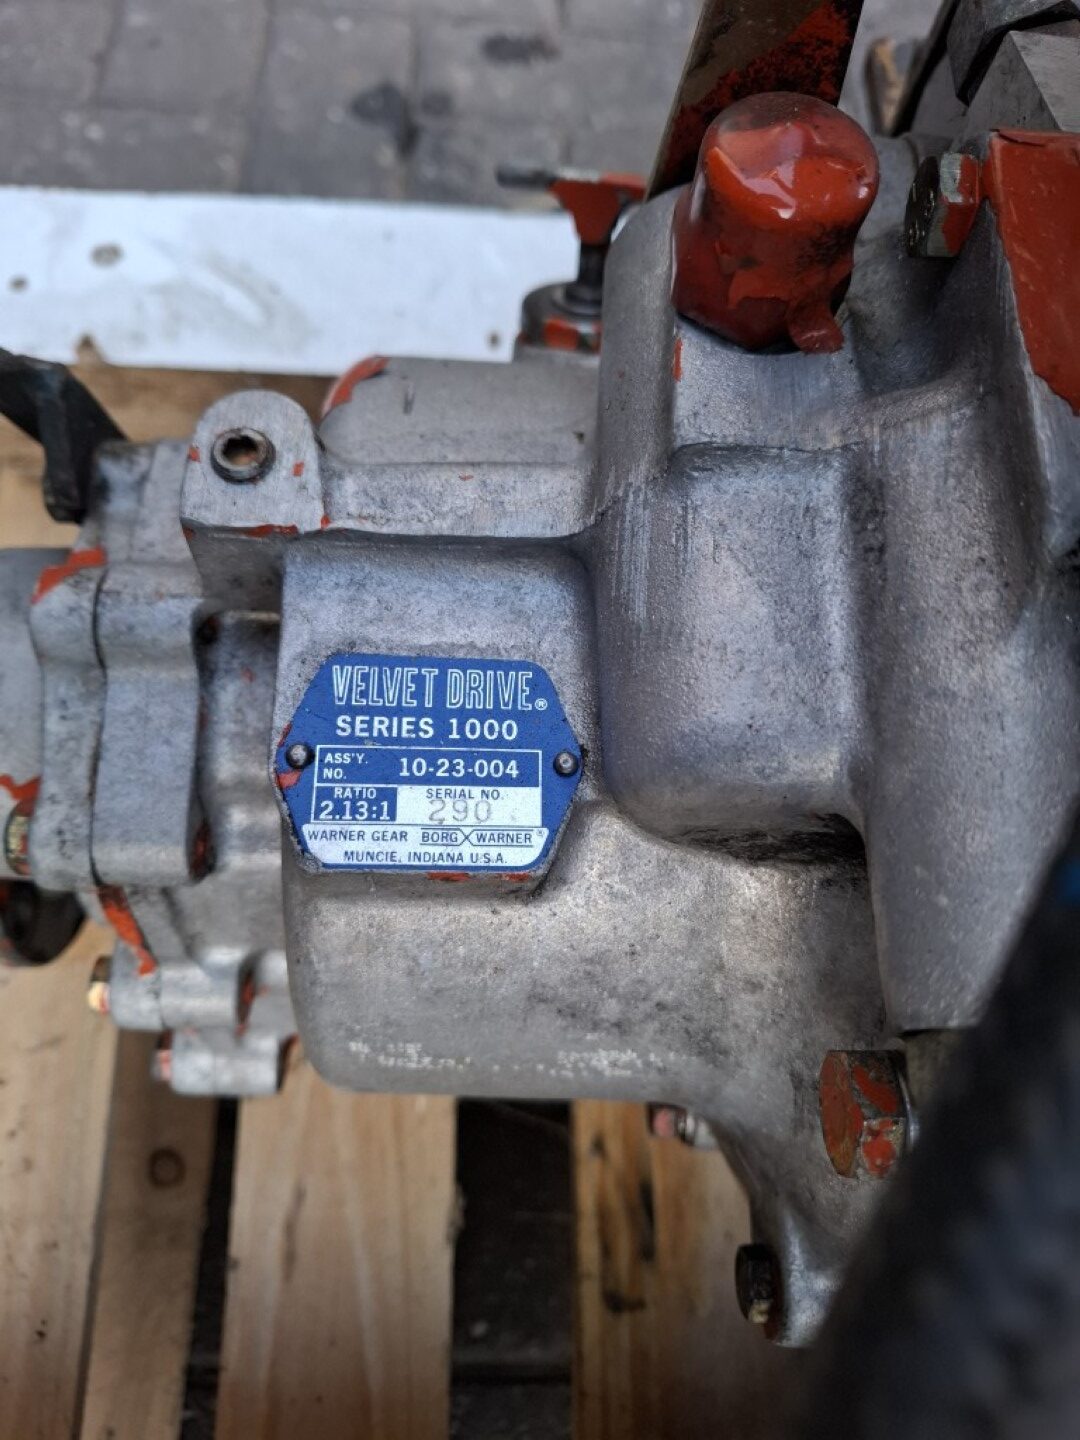 VELVET DRIVE®
SERIES 1000
ASS'Y. NO. 10-23-004
RATIO SERIAL NO.
2.13:1 290
WARNER GEAR BORG WARNER®
MUNCIE, INDIANA U.S.A.